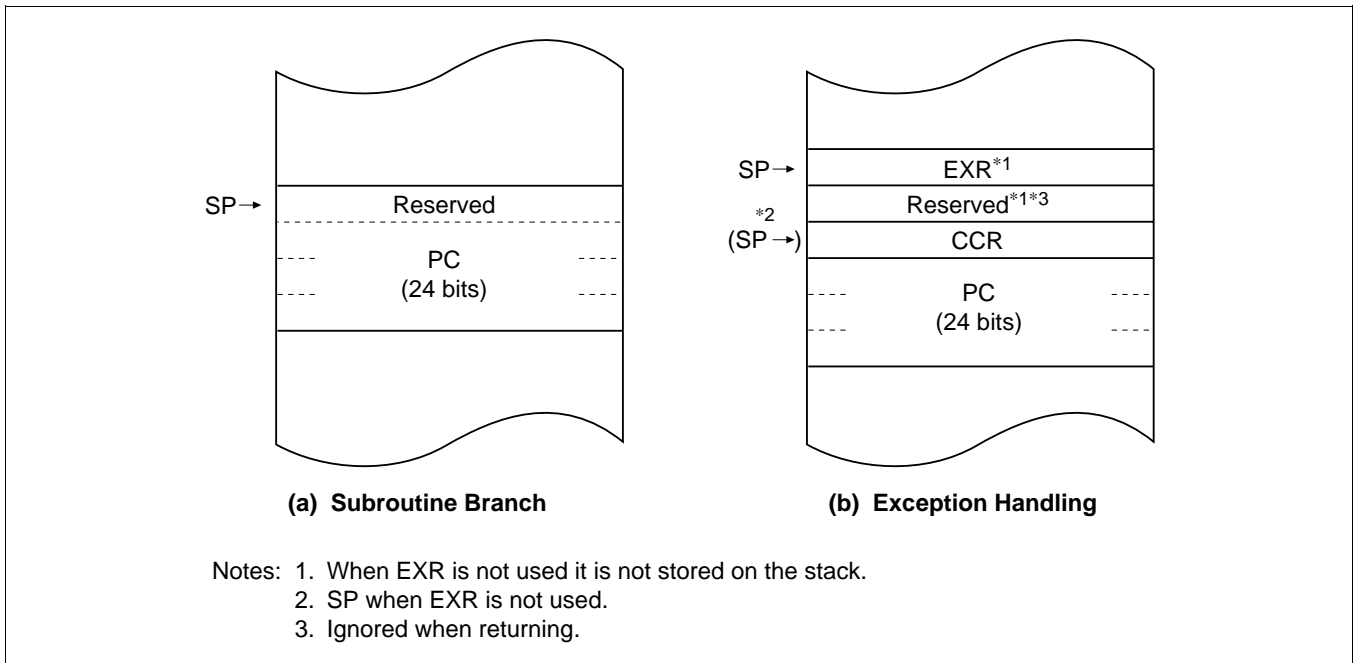 SP→
Reserved
PC
(24 bits)
(a) Subroutine Branch
SP→
EXR*1
Reserved*1*3
*2
(SP→)
CCR
PC
(24 bits)
(b) Exception Handling
Notes: 1. When EXR is not used it is not stored on the stack.
2. SP when EXR is not used.
3. Ignored when returning.